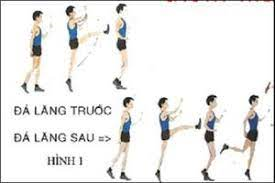 ĐÁ LĂNG TRƯỚC
ĐÁ LĂNG SAU =>
HÌNH 1